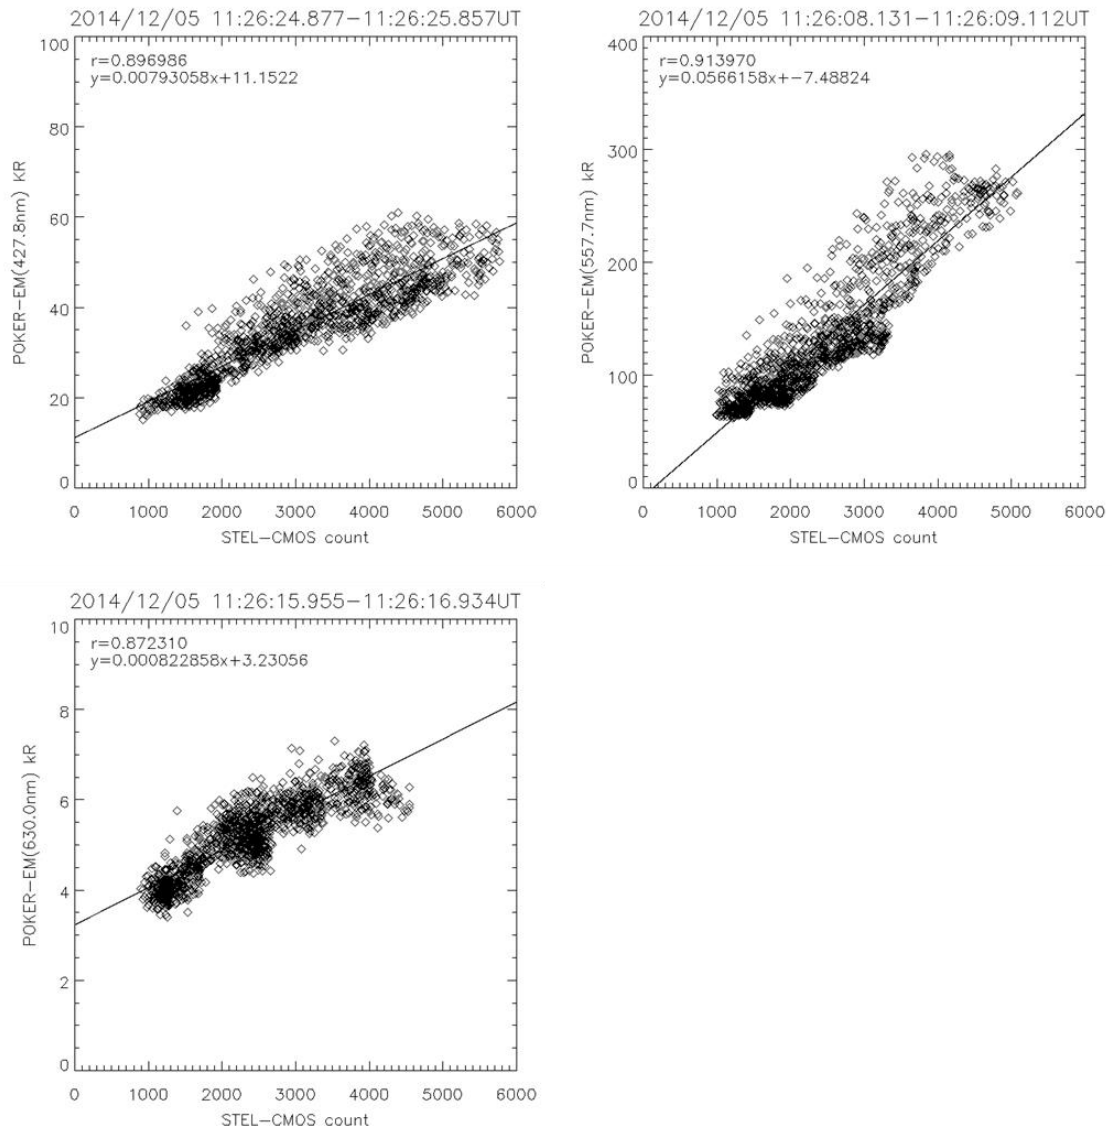 2014/12/05 11:26:24.877−11:26:25.857UT
r=0.896986
y=0.00793058x+11.1522
100
80
60
40
20
0
POKER−EM(427.8nm) kR
0 1000 2000 3000 4000 5000 6000
STEL−CMOS count
2014/12/05 11:26:08.131−11:26:09.112UT
r=0.913970
y=0.0566158x+−7.48824
400
300
200
100
0
POKER−EM(557.7nm) kR
0 1000 2000 3000 4000 5000 6000
STEL−CMOS count
2014/12/05 11:26:15.955−11:26:16.934UT
r=0.872310
y=0.000822858x+3.23056
10
8
6
4
2
0
POKER−EM(630.0nm) kR
0 1000 2000 3000 4000 5000 6000
STEL−CMOS count